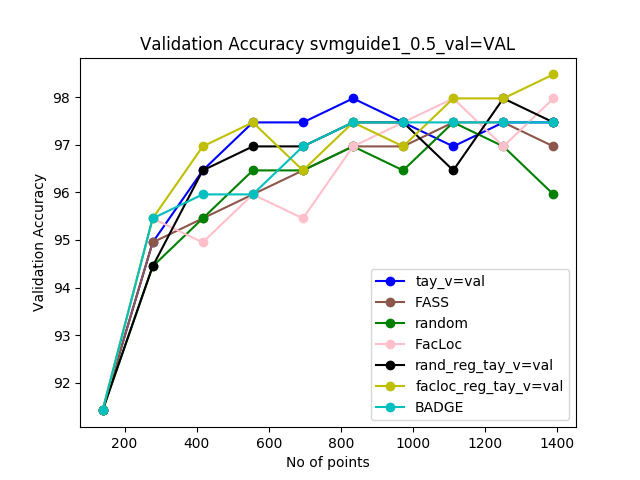 Validation Accuracy svmguide1_0.5_val=VAL
Validation Accuracy
98
97
96
95
94
93
92
200 400 600 800 1000 1200 1400
No of points
tay_v=val
FASS
random
FacLoc
rand_reg_tay_v=val
facloc_reg_tay_v=val
BADGE